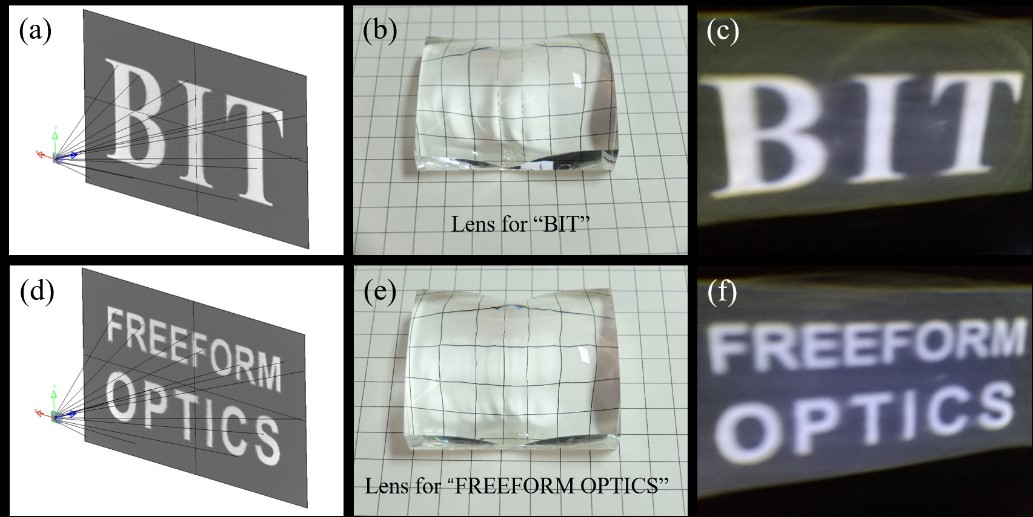 (a)
BIT
(b)
Lens for “BIT”
(c)
BIT
(d)
FREEFORM
OPTICS
(e)
Lens for “FREEFORM OPTICS”
(f)
FREEFORM
OPTICS